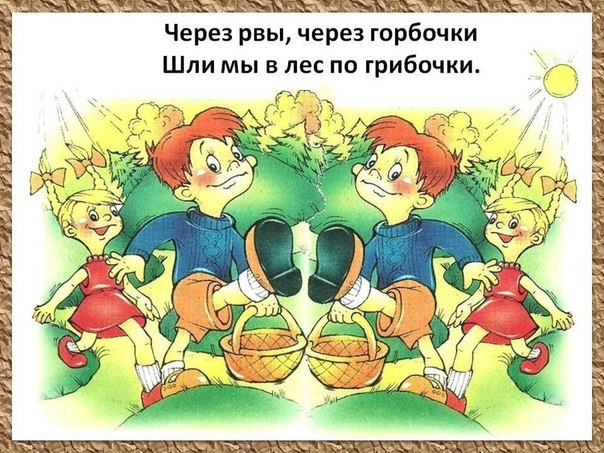 Через рвы, через горбочки
Шли мы в лес по грибочки.